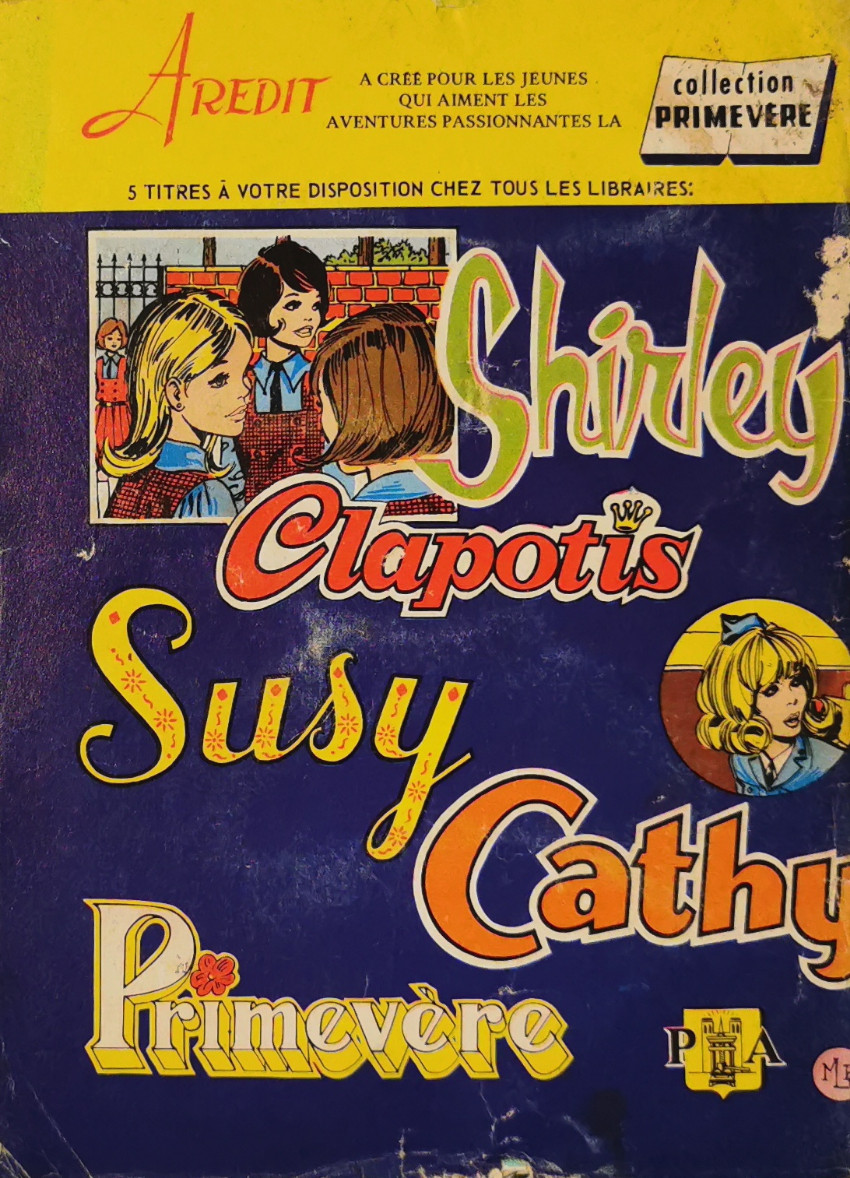 AREDIT
A CRÉÉ POUR LES JEUNES
QUI AIMENT LES
AVENTURES PASSIONNANTES LA
collection
PRIMEVÈRE
5 TITRES À VOTRE DISPOSITION CHEZ TOUS LES LIBRAIRES:
Shirley
Clapotis
Susy
Cathy
Primevère
P A